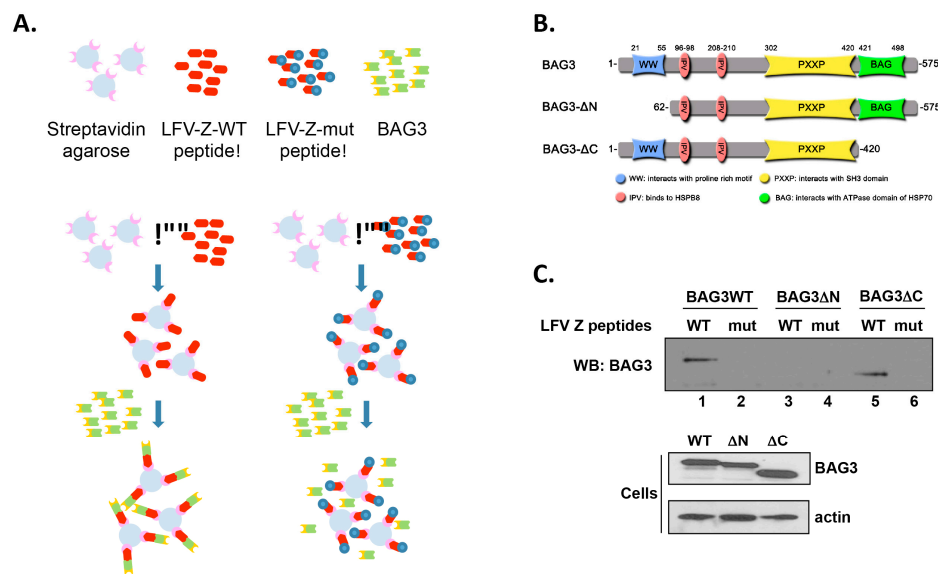 A.
Streptavidin agarose
LFV-Z-WT peptide!
LFV-Z-mut peptide!
BAG3
!"""
!"""
B.
21 55 96-98 208-210 302 420 421 498
BAG3 1- WW IPV IPV PXXP BAG -575
BAG3-ΔN 62- IPV IPV PXXP BAG -575
BAG3-ΔC 1- WW IPV IPV PXXP -420
WW: interacts with proline rich motif
PXXP: interacts with SH3 domain
IPV: binds to HSPB8
BAG: interacts with ATPase domain of HSP70
C.
BAG3WT BAG3ΔN BAG3ΔC
LFV Z peptides WT mut WT mut WT mut
WB: BAG3
1 2 3 4 5 6
WT ΔN ΔC
BAG3
Cells
actin